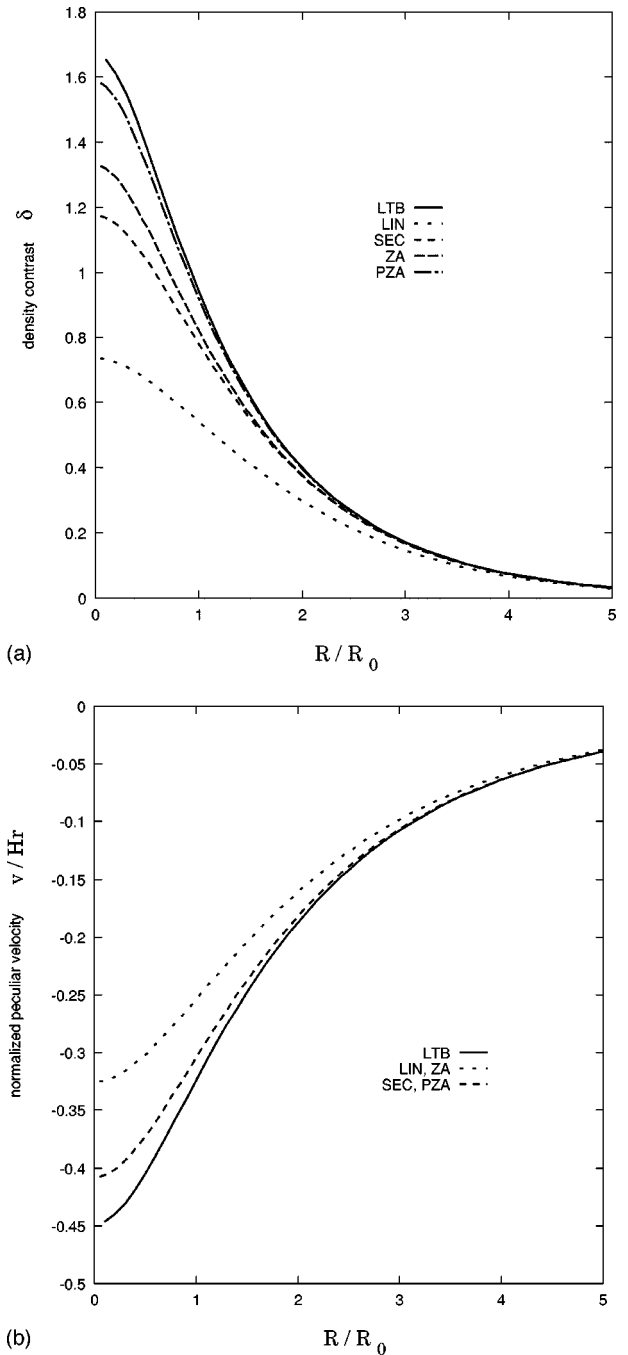 1.8
1.6
1.4
1.2
1
0.8
0.6
0.4
0.2
0
density contrast δ
LTB
LIN
SEC
ZA
PZA
0 1 2 3 4 5
(a)
R / R0
0
-0.05
-0.1
-0.15
-0.2
-0.25
-0.3
-0.35
-0.4
-0.45
-0.5
normalized peculiar velocity v / Hr
LTB
LIN, ZA
SEC, PZA
0 1 2 3 4 5
(b)
R / R0